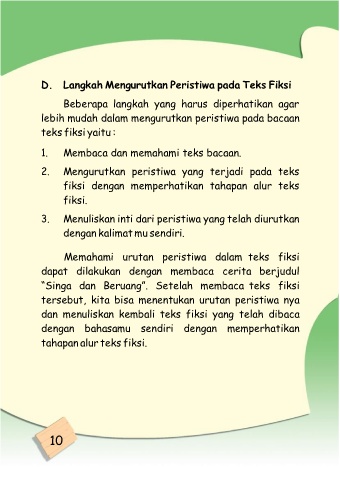 D. Langkah Mengurutkan Peristiwa pada Teks Fiksi
Beberapa langkah yang harus diperhatikan agar
lebih mudah dalam mengurutkan peristiwa pada bacaan
teks fiksi yaitu :
1. Membaca dan memahami teks bacaan.
2. Mengurutkan peristiwa yang terjadi pada teks
fiksi dengan memperhatikan tahapan alur teks
fiksi.
3. Menuliskan inti dari peristiwa yang telah diurutkan
dengan kalimat mu sendiri.
Memahami urutan peristiwa dalam teks fiksi
dapat dilakukan dengan membaca cerita berjudul
“Singa dan Beruang”. Setelah membaca teks fiksi
tersebut, kita bisa menentukan urutan peristiwa nya
dan menuliskan kembali teks fiksi yang telah dibaca
dengan bahasamu sendiri dengan memperhatikan
tahapan alur teks fiksi.
10